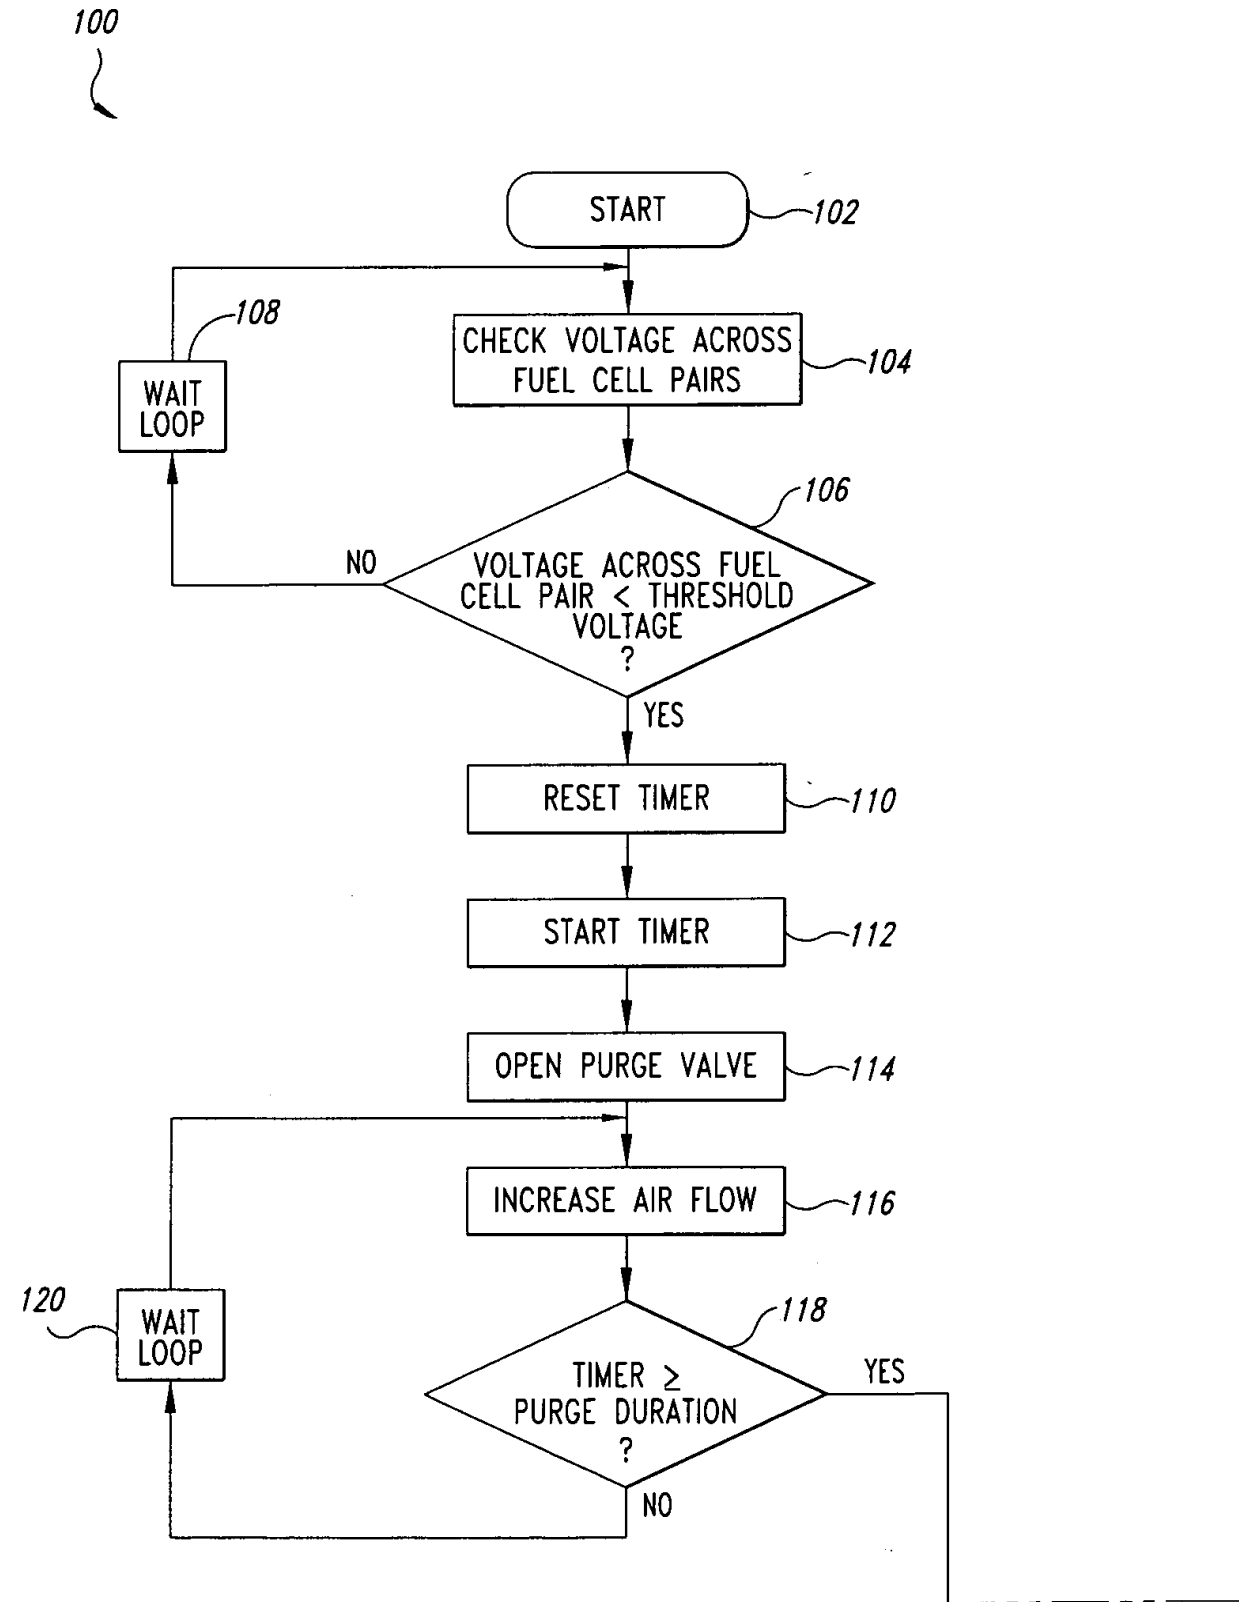 100
START
102
108
CHECK VOLTAGE ACROSS
FUEL CELL PAIRS
104
WAIT
LOOP
106
NO
VOLTAGE ACROSS FUEL
CELL PAIR < THRESHOLD
VOLTAGE
?
YES
RESET TIMER
110
START TIMER
112
OPEN PURGE VALVE
114
INCREASE AIR FLOW
116
120
WAIT
LOOP
118
TIMER ≥
PURGE DURATION
?
YES
NO